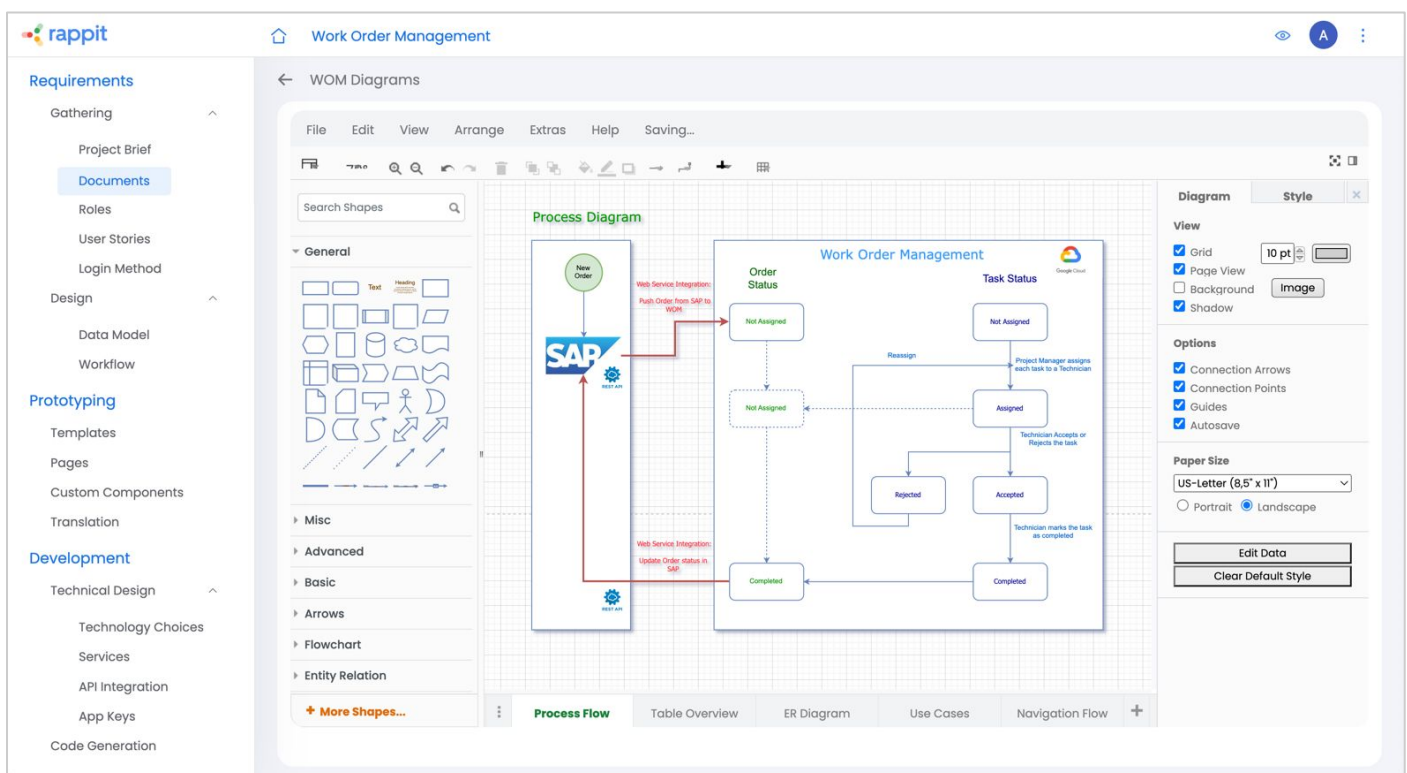 rappit
Work Order Management
A
Requirements
Gathering
Project Brief
Documents
Roles
User Stories
Login Method
Design
Data Model
Workflow
Prototyping
Templates
Pages
Custom Components
Translation
Development
Technical Design
Technology Choices
Services
API Integration
App Keys
Code Generation
WOM Diagrams
File Edit View Arrange Extras Help Saving...
Search Shapes
General
Text
Heading
Misc
Advanced
Basic
Arrows
Flowchart
Entity Relation
+ More Shapes...
Process Diagram
New
Order
SAP
REST API
Web Service Integration:
Push Order from SAP to
WOM
Web Service Integration:
Update Order status in
SAP
REST API
Work Order Management
Google Cloud
Order
Status
Task Status
Not Assigned
Not Assigned
Reassign
Project Manager assigns
each task to a Technician
Not Assigned
Assigned
Technician Accepts or
Rejects the task
Rejected
Accepted
Technician marks the task
as completed
Completed
Completed
Process Flow
Table Overview
ER Diagram
Use Cases
Navigation Flow
Diagram
Style
View
Grid
10 pt
Page View
Background
Image
Shadow
Options
Connection Arrows
Connection Points
Guides
Autosave
Paper Size
US-Letter (8,5" x 11")
Portrait
Landscape
Edit Data
Clear Default Style